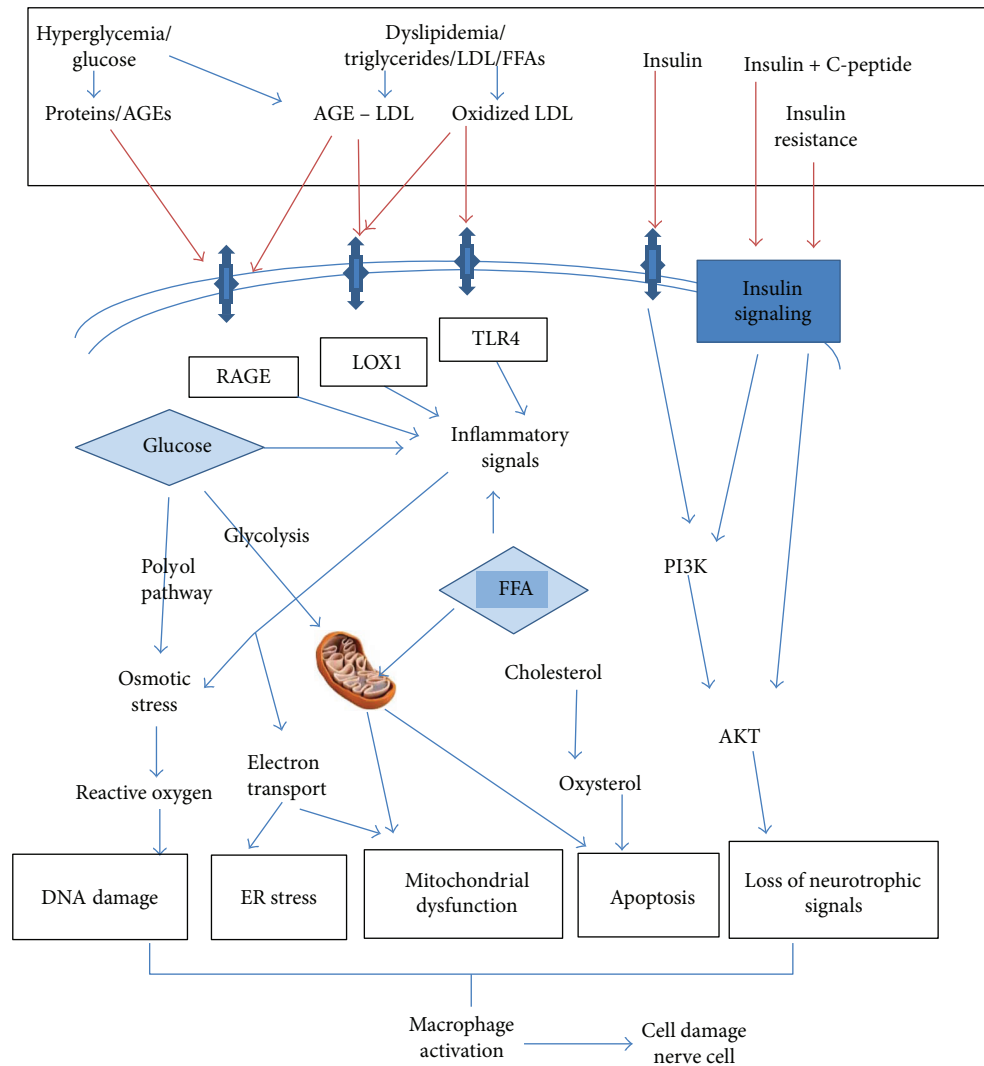 Hyperglycemia/
glucose
Dyslipidemia/
triglycerides/LDL/FFAs
Insulin
Insulin + C-peptide
Proteins/AGEs
AGE – LDL
Oxidized LDL
Insulin
resistance
Insulin
signaling
TLR4
LOX1
RAGE
Glucose
Inflammatory
signals
Glycolysis
Polyol
pathway
FFA
PI3K
Cholesterol
Osmotic
stress
AKT
Electron
transport
Oxysterol
Reactive oxygen
DNA damage
ER stress
Mitochondrial
dysfunction
Apoptosis
Loss of neurotrophic
signals
Macrophage
activation
Cell damage
nerve cell